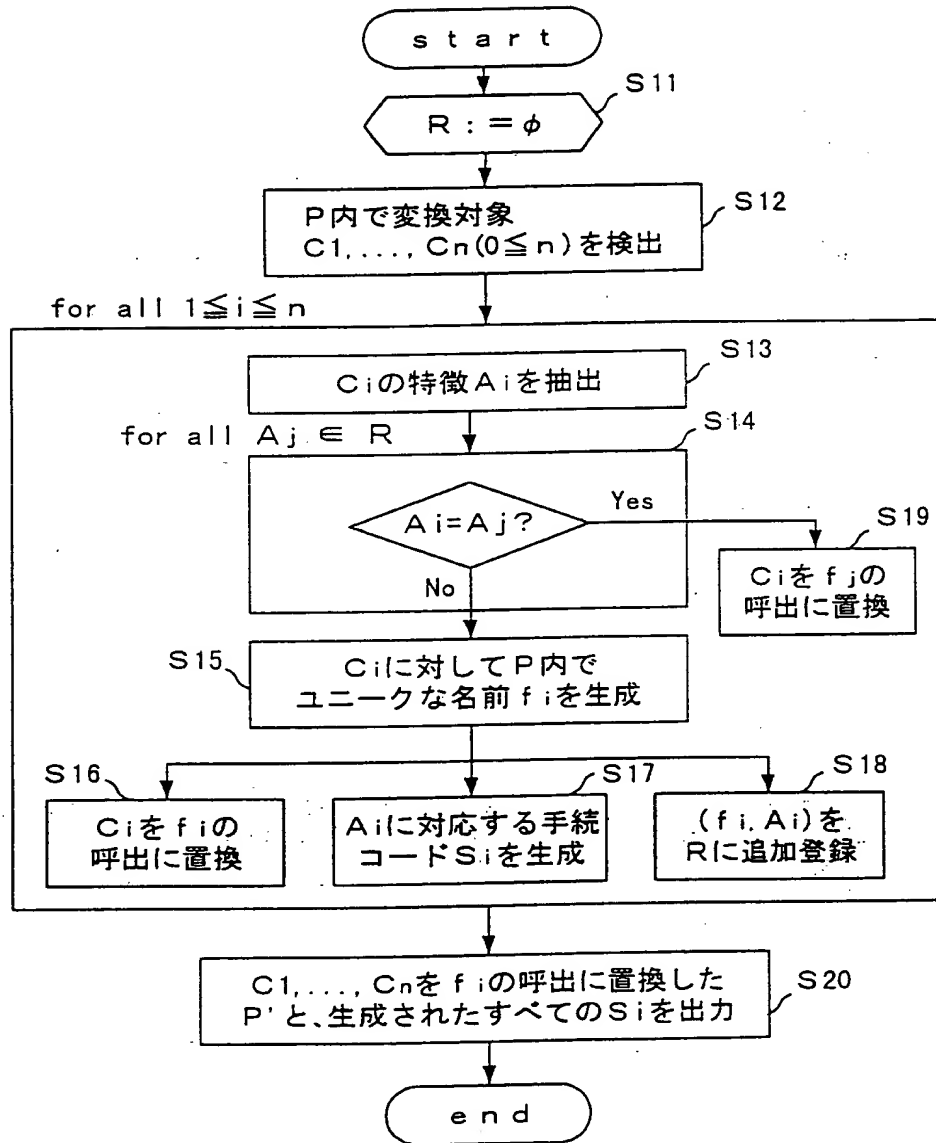 start
S11
R:=φ
S12
P内で変換対象
C1,...,Cn(0≦n)を検出
for all 1≦i≦n
S13
Ciの特徴Aiを抽出
for all Aj ∈ R
S14
Ai=Aj?
Yes
No
S19
Ciをfjの
呼出に置換
S15
Ciに対してP内で
ユニークな名前fiを生成
S16
Ciをfiの
呼出に置換
S17
Aiに対応する手続
コードSiを生成
S18
(fi,Ai)を
Rに追加登録
S20
C1,...,Cnをfiの呼出に置換した
P'と、生成されたすべてのSiを出力
end